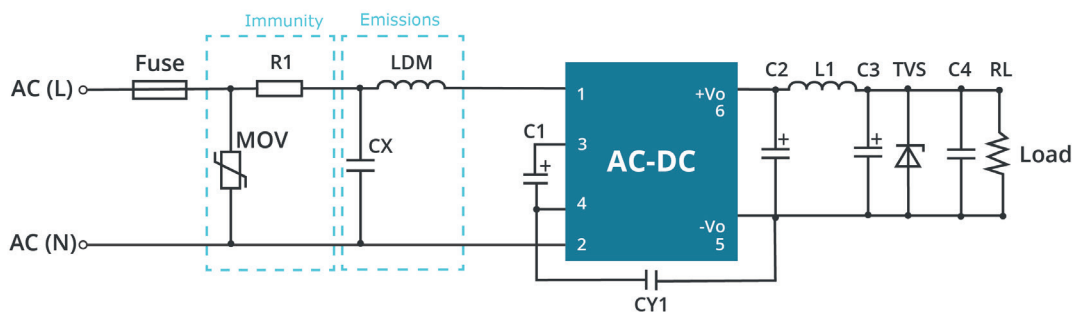 Immunity
Emissions
Fuse
R1
LDM
C2
L1
C3
TVS
C4
RL
AC (L)
1
+Vo
6
MOV
CX
C1
+
3
AC-DC
+
+
Load
4
AC (N)
2
-Vo
5
CY1